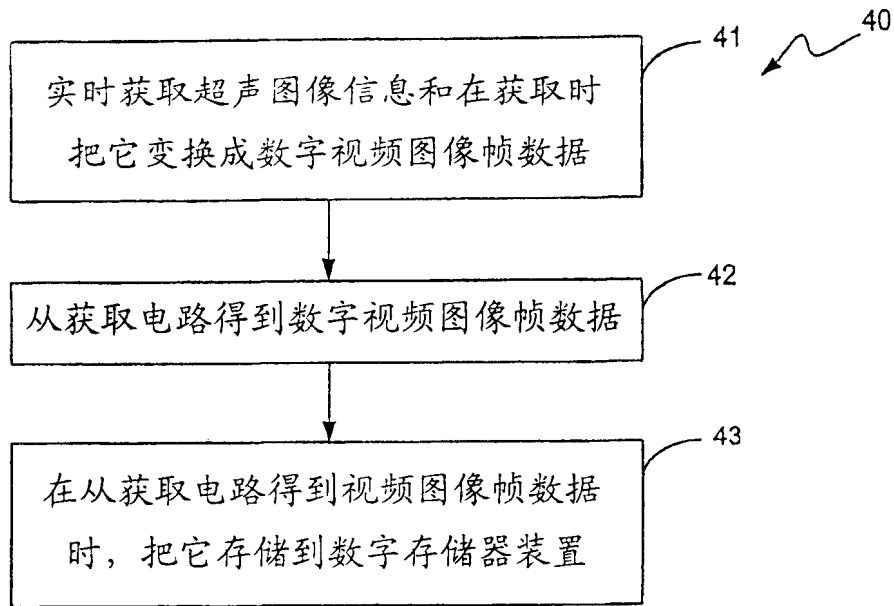 40
41
实时获取超声图像信息和在获取时
把它变换成数字视频图像帧数据
42
从获取电路得到数字视频图像帧数据
43
在从获取电路得到视频图像帧数据
时，把它存储到数字存储器装置